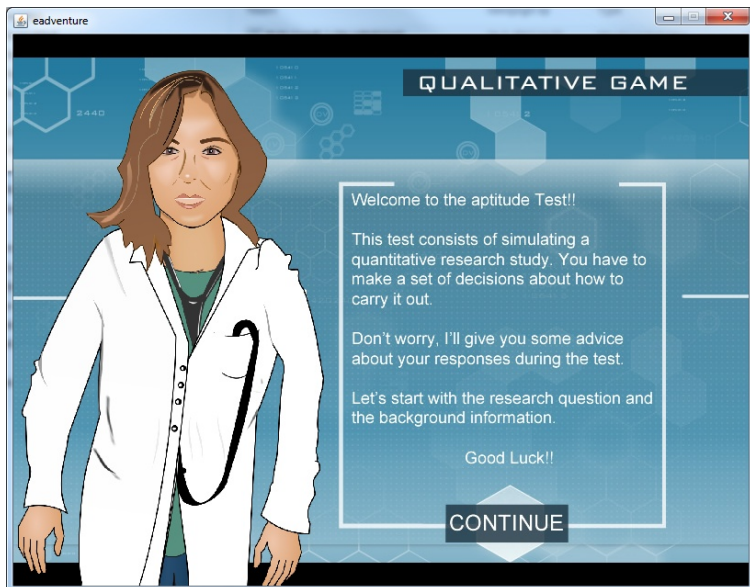 eadventure
QUALITATIVE GAME
2440
Welcome to the aptitude Test!!
This test consists of simulating a
quantitative research study. You have to
make a set of decisions about how to
carry it out.
Don't worry, I'll give you some advice
about your responses during the test.
Let's start with the research question and
the background information.
Good Luck!!
CONTINUE